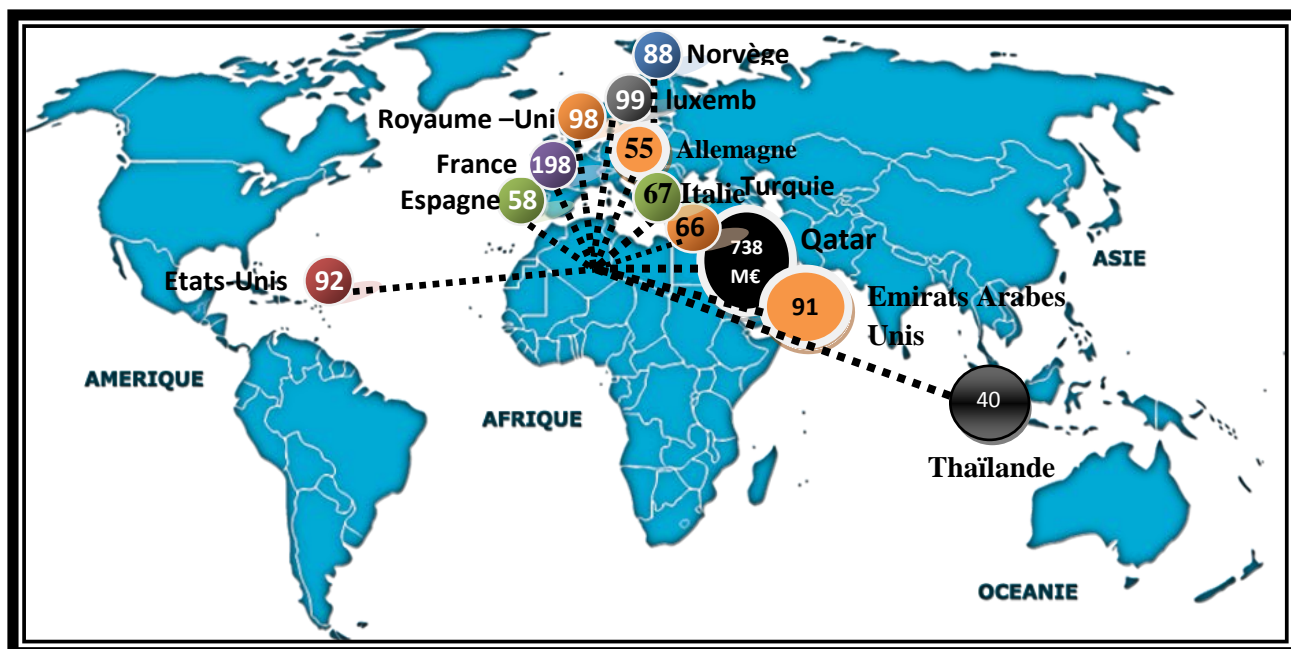 88 Norvège
99 luxemb
Royaume –Uni 98
55 Allemagne
France 198
67 Italie Turquie
Espagne 58
66
738
M€
Qatar
ASIE
Etats-Unis 92
91
Emirats Arabes
Unis
AMERIQUE
40
AFRIQUE
Thaïlande
OCEANIE